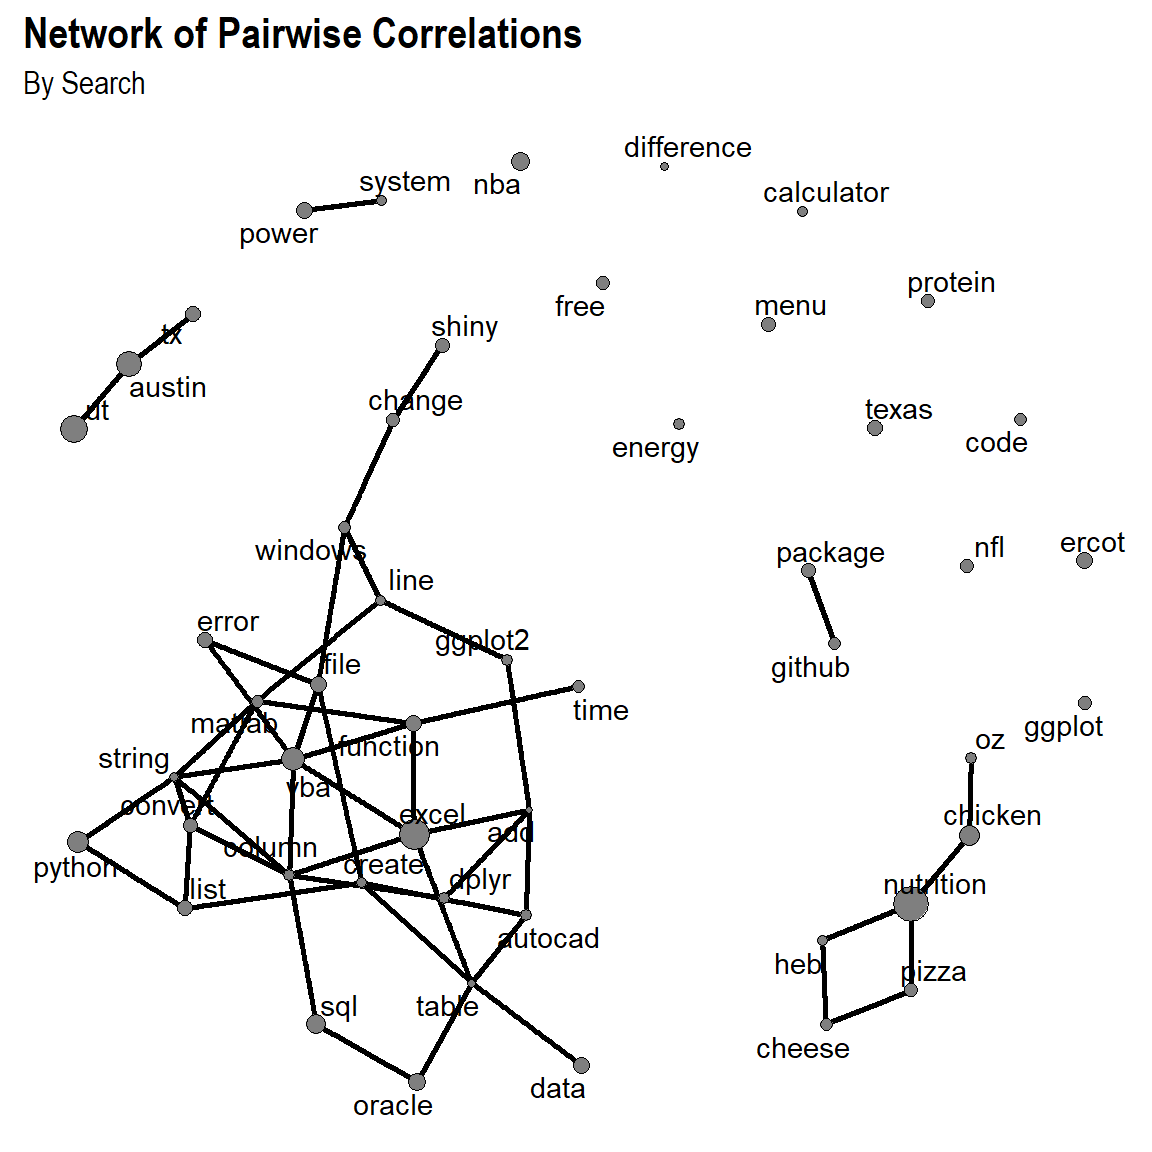 Network of Pairwise Correlations
By Search
difference
system
nba
calculator
power
protein
free
menu
shiny
tx
austin
change
ut
texas
code
energy
windows
package
nfl
ercot
line
error
ggplot2
file
github
time
matlab
function
ggplot
oz
string
vba
convert
excel
add
chicken
column
create
python
list
dplyr
nutrition
autocad
heb
pizza
sql
table
cheese
data
oracle